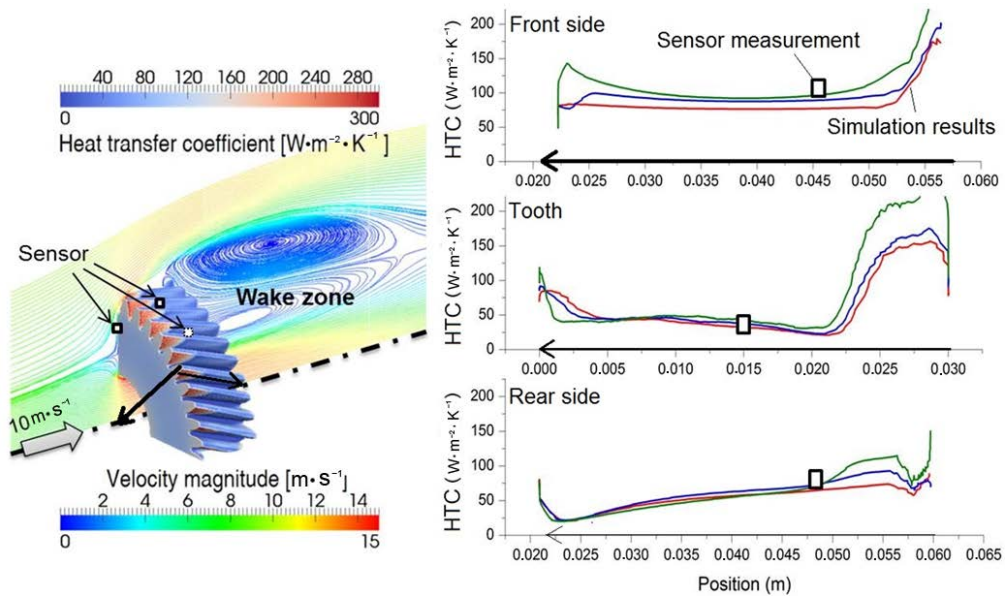 40 80 120 160 200 240 280
0 300
Heat transfer coefficient [W•m⁻²•K⁻¹]
Sensor
Wake zone
10 m•s⁻¹
Velocity magnitude [m•s⁻¹]
2 4 6 8 10 12 14
0 15
Front side
Sensor measurement
Simulation results
HTC (W·m⁻²·K⁻¹)
200
150
100
50
0
0.020 0.025 0.030 0.035 0.040 0.045 0.050 0.055 0.060
Tooth
HTC (W·m⁻²·K⁻¹)
200
150
100
50
0
0.000 0.005 0.010 0.015 0.020 0.025 0.030
Rear side
HTC (W·m⁻²·K⁻¹)
200
150
100
50
0
0.020 0.025 0.030 0.035 0.040 0.045 0.050 0.055 0.060 0.065
Position (m)